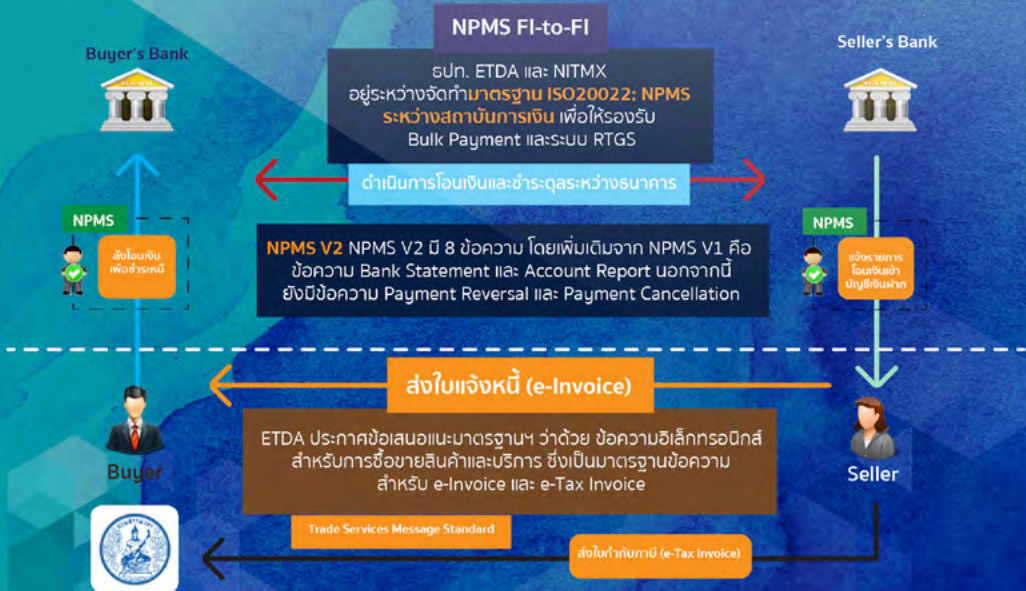 NPMS FI-to-FI
Buyer's Bank
Seller's Bank
ธปท. ETDA และ NITMX
อยู่ระหว่างจัดทำมาตรฐาน ISO20022: NPMS
ระหว่างสถาบันการเงิน เพื่อให้รองรับ
Bulk Payment และระบบ RTGS
ดำเนินการโอนเงินและชำระดุลระหว่างธนาคาร
NPMS
สั่งโอนเงิน
เพื่อชำระหนี้
NPMS V2 NPMS V2 มี 8 ข้อความ โดยเพิ่มเติมจาก NPMS V1 คือ
ข้อความ Bank Statement และ Account Report นอกจากนี้
ยังมีข้อความ Payment Reversal และ Payment Cancellation
NPMS
แจ้งรายการ
โอนเงินเข้า
บัญชีเงินฝาก
ส่งใบแจ้งหนี้ (e-Invoice)
ETDA ประกาศข้อเสนอแนะมาตรฐานฯ ว่าด้วย ข้อความอิเล็กทรอนิกส์
สำหรับการซื้อขายสินค้าและบริการ ซึ่งเป็นมาตรฐานข้อความ
สำหรับ e-Invoice และ e-Tax Invoice
Buyer
Seller
Trade Services Message Standard
ส่งใบกำกับภาษี (e-Tax Invoice)